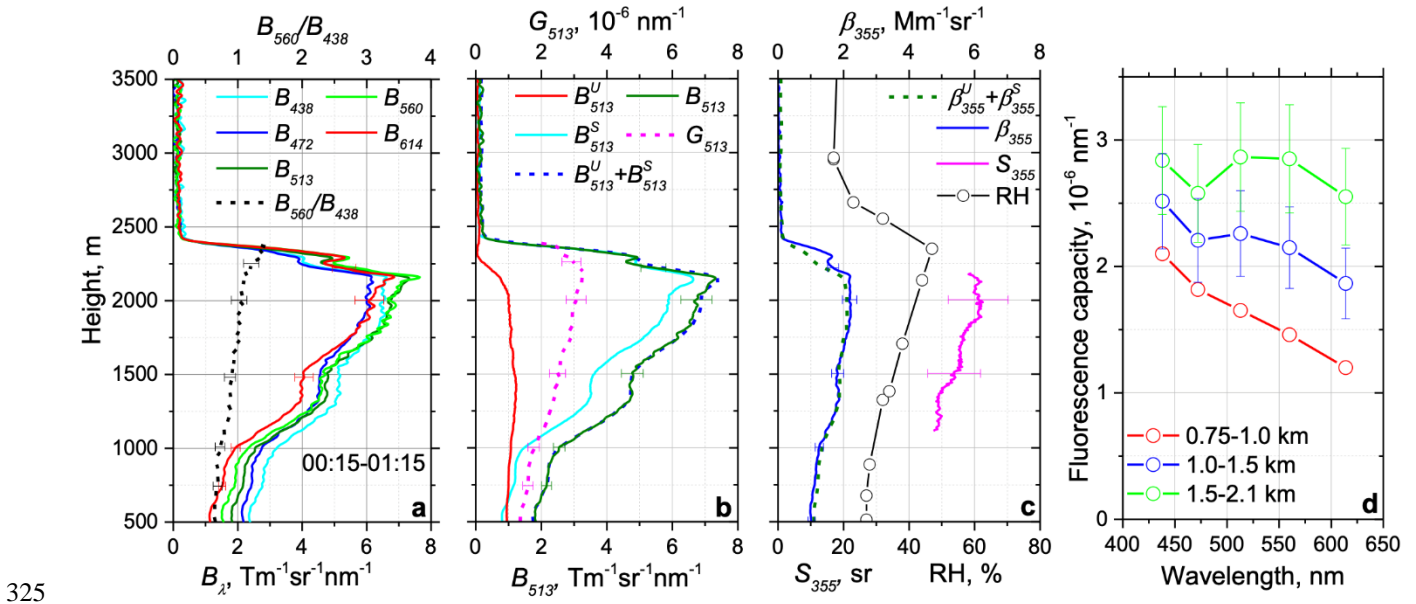 B560/B438
0 1 2 3 4
G513, 10-6 nm-1
0 2 4 6 8
β355, Mm-1sr-1
0 2 4 6 8
3500
3000
2500
2000
1500
1000
500
Height, m
B438 B560
B472 B614
B513
B560/B438
00:15-01:15
a
0 2 4 6 8
Bλ, Tm-1sr-1nm-1
BU513 B513
BS513 G513
BU513+BS513
b
0 2 4 6 8
B513, Tm-1sr-1nm-1
βU355+βS355
β355
S355
RH
c
0 20 40 60 80
S355, sr RH, %
Fluorescence capacity, 10-6 nm-1
3
2
1
0
0.75-1.0 km
1.0-1.5 km
1.5-2.1 km
d
400 450 500 550 600 650
Wavelength, nm
325